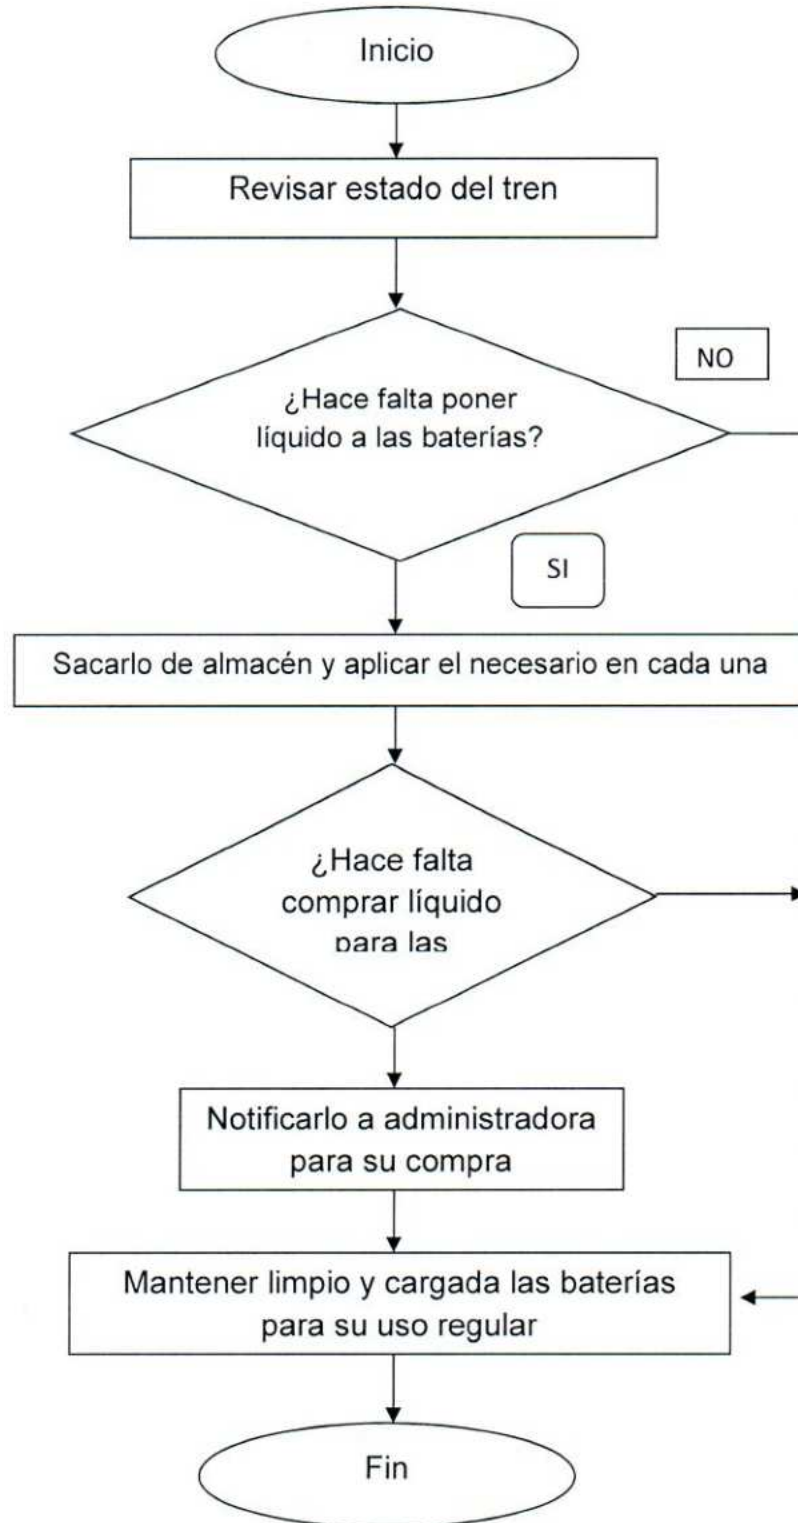 Inicio
Revisar estado del tren
NO
¿Hace falta poner
líquido a las baterías?
SI
Sacarlo de almacén y aplicar el necesario en cada una
¿Hace falta
comprar líquido
para las
Notificarlo a administradora
para su compra
Mantener limpio y cargada las baterías
para su uso regular
Fin